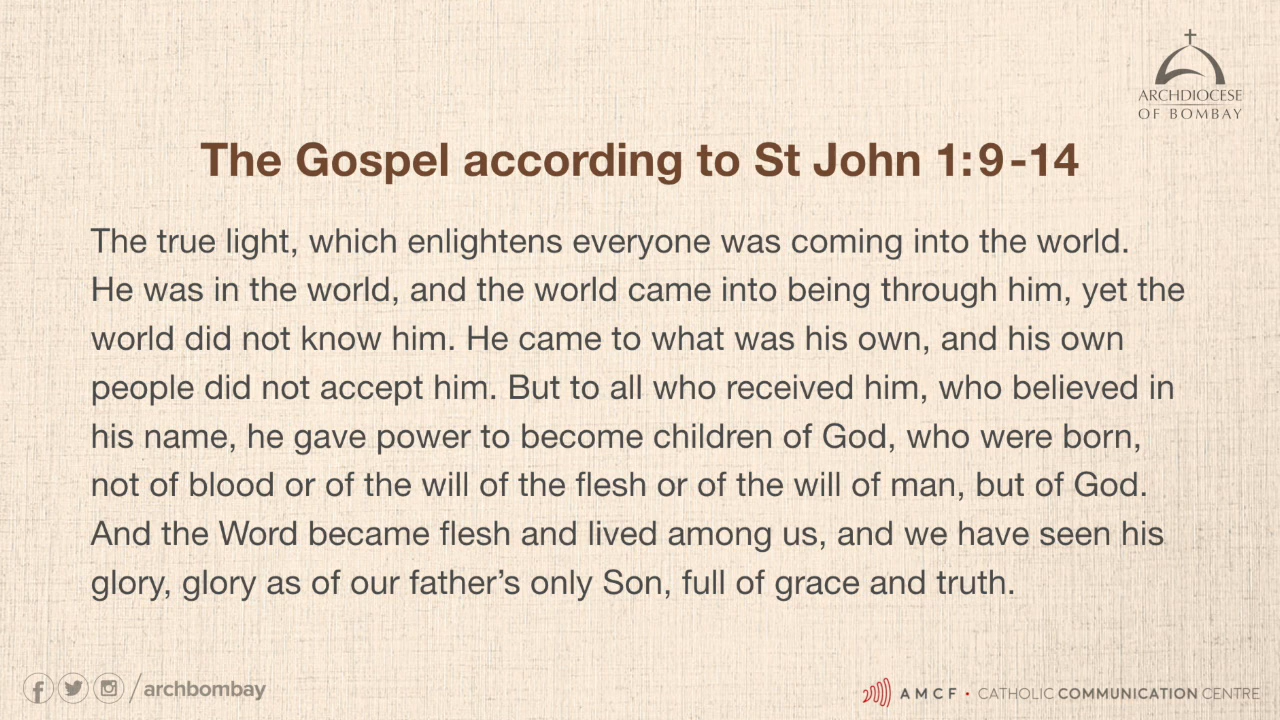 ARCHDIOCESE
OF BOMBAY
The Gospel according to St John 1:9-14
The true light, which enlightens everyone was coming into the world.
He was in the world, and the world came into being through him, yet the
world did not know him. He came to what was his own, and his own
people did not accept him. But to all who received him, who believed in
his name, he gave power to become children of God, who were born,
not of blood or of the will of the flesh or of the will of man, but of God.
And the Word became flesh and lived among us, and we have seen his
glory, glory as of our father’s only Son, full of grace and truth.
/archbombay
AMCF • CATHOLIC COMMUNICATION CENTRE